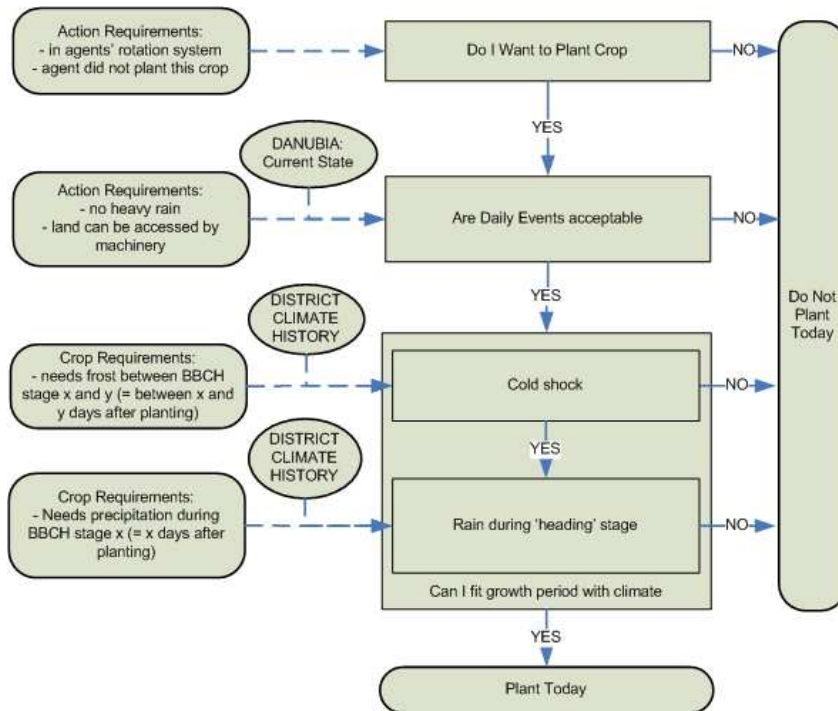 Action Requirements:
- in agents' rotation system
- agent did not plant this crop
Do I Want to Plant Crop
NO
YES
DANUBIA:
Current State
Action Requirements:
- no heavy rain
- land can be accessed by
machinery
Are Daily Events acceptable
NO
YES
Do Not
Plant
Today
DISTRICT
CLIMATE
HISTORY
Crop Requirements:
- needs frost between BBCH
stage x and y (= between x and
y days after planting)
Cold shock
NO
YES
DISTRICT
CLIMATE
HISTORY
Crop Requirements:
- Needs precipitation during
BBCH stage x (= x days after
planting)
Rain during 'heading' stage
NO
Can I fit growth period with climate
YES
Plant Today